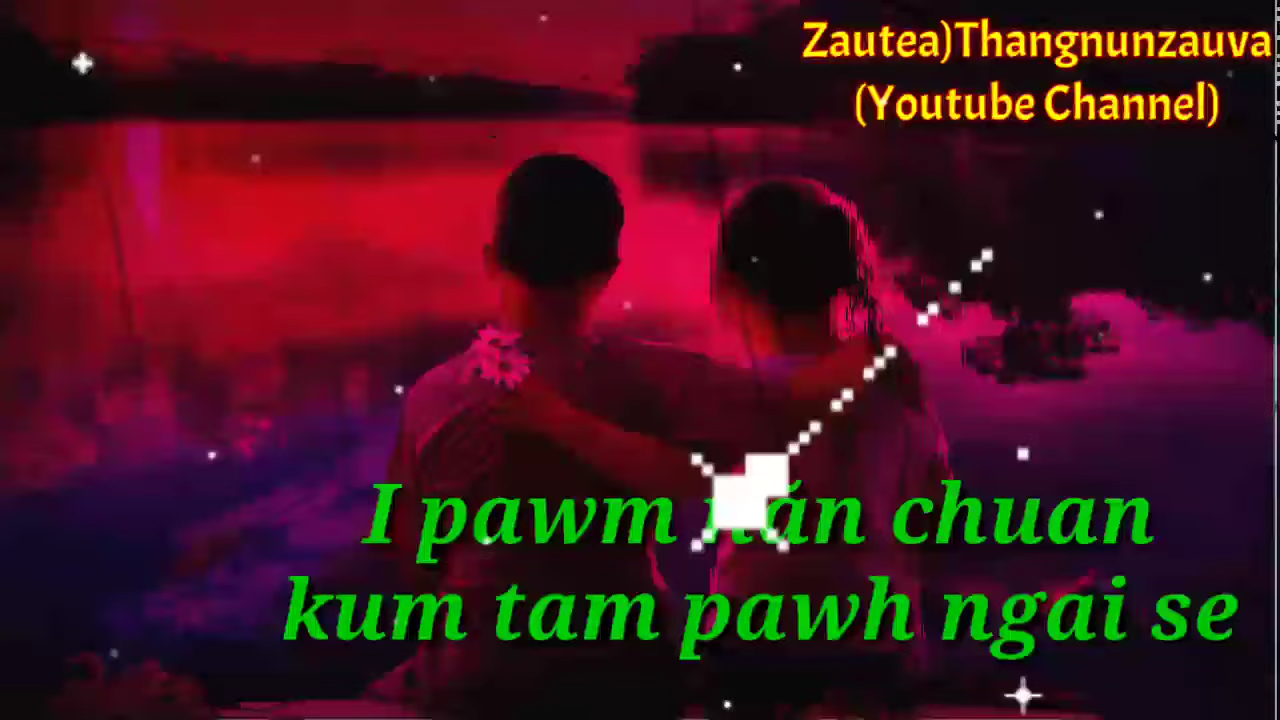 Zautea)Thangnunzauva
(Youtube Channel)
I pawm chuan
kum tam pawh ngai se